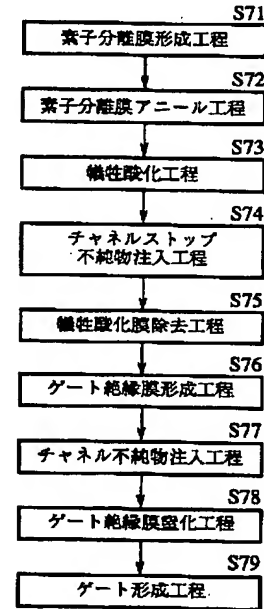 S71
素子分離膜形成工程
S72
素子分離膜アニール工程
S73
犠牲酸化工程
S74
チャネルストップ
不純物注入工程
S75
犠牲酸化膜除去工程
S76
ゲート絶縁膜形成工程
S77
チャネル不純物注入工程
S78
ゲート絶縁膜窒化工程
S79
ゲート形成工程